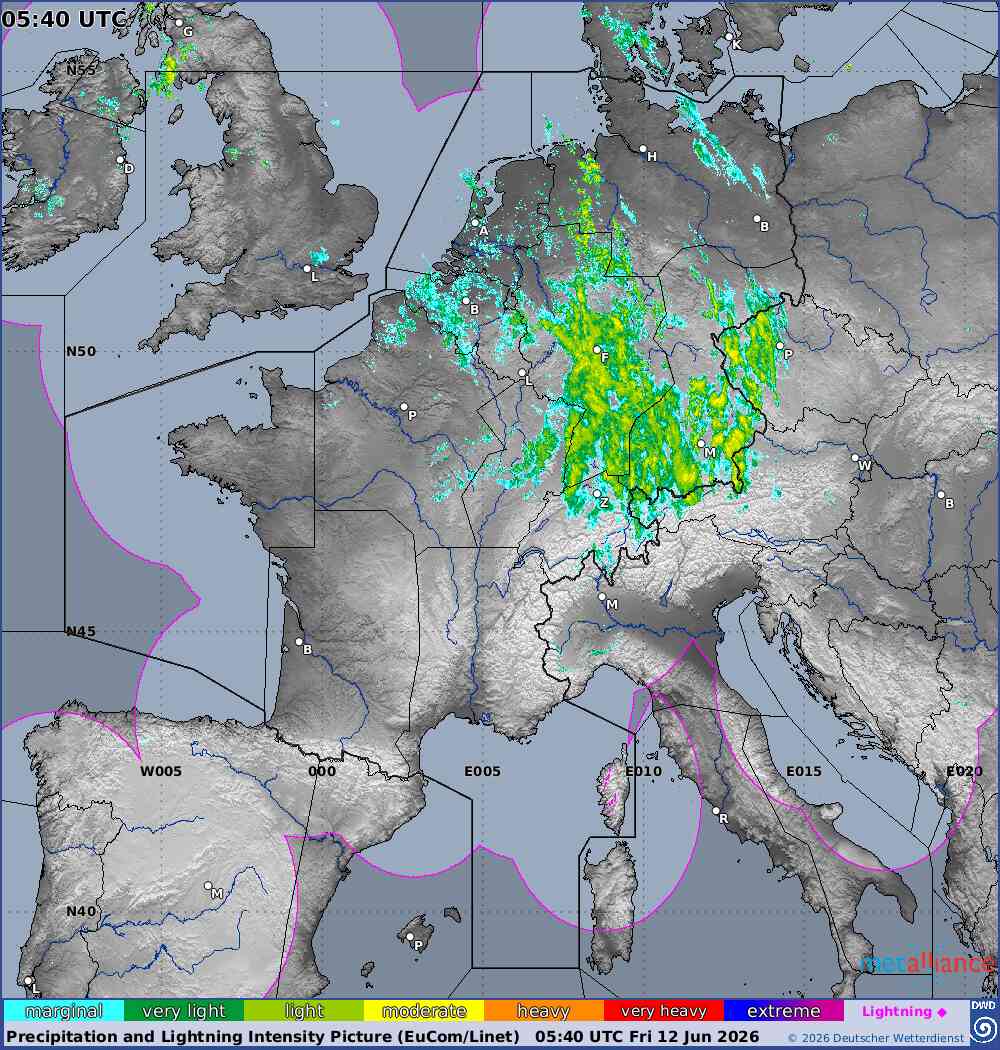 05:40 UTC
G
K
N55
H
D
A
B
L
B
N50
F
P
L
P
M
W
Z
B
M
N45
B
W005
000
E005
E010
E015
E020
R
M
N40
P
metalliance
L
marginal very light light moderate heavy very heavy extreme Lightning ◆ DWD
Precipitation and Lightning Intensity Picture (EuCom/Linet) 05:40 UTC Fri 12 Jun 2026 © 2026 Deutscher Wetterdienst